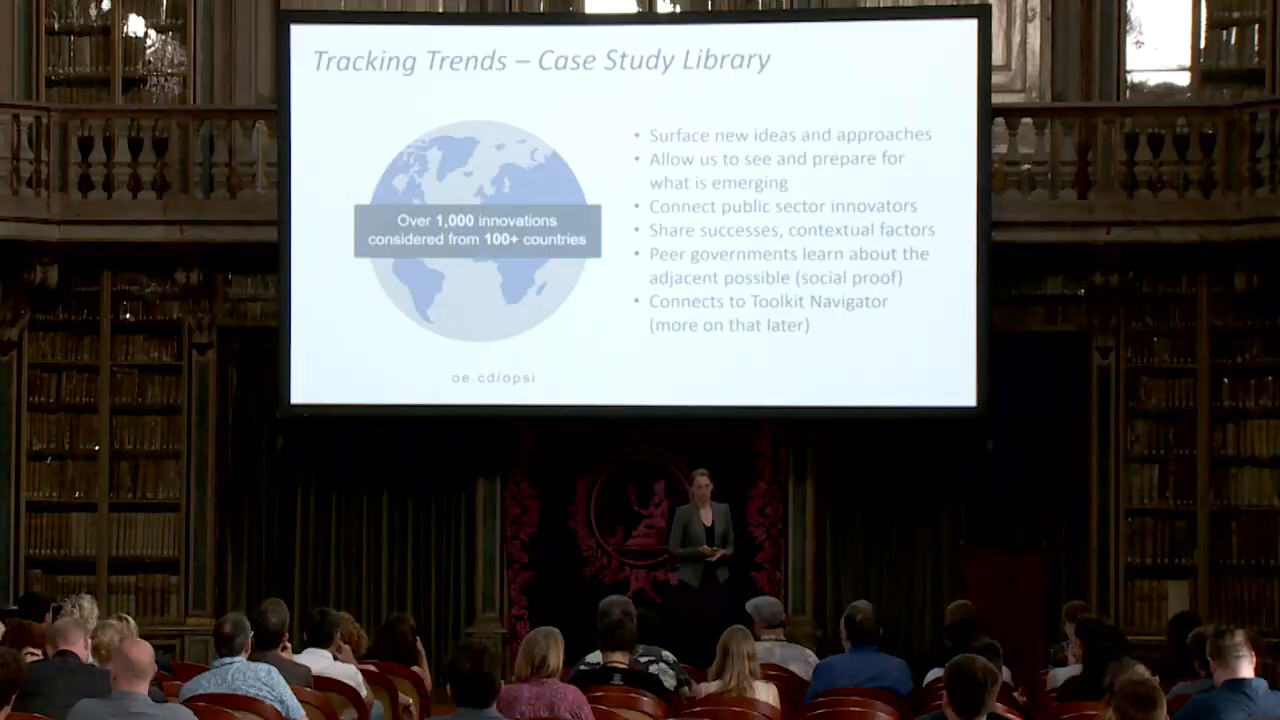 Tracking Trends – Case Study Library
Over 1,000 innovations
considered from 100+ countries
oe.cd/opsi
• Surface new ideas and approaches
• Allow us to see and prepare for
what is emerging
• Connect public sector innovators
• Share successes, contextual factors
• Peer governments learn about the
adjacent possible (social proof)
• Connects to Toolkit Navigator
(more on that later)